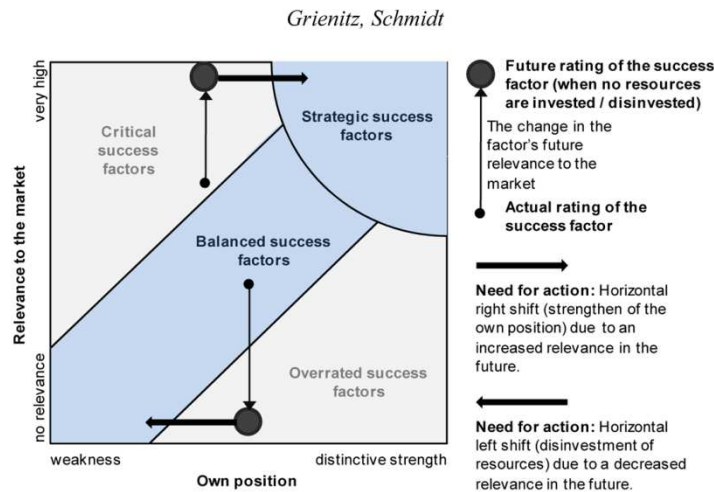 Grienitz, Schmidt
very high
Relevance to the market
no relevance
Critical
success
factors
Strategic success
factors
Balanced success
factors
Overrated success
factors
weakness
distinctive strength
Own position
Future rating of the success
factor (when no resources
are invested / disinvested)
The change in the
factor's future
relevance to the
market
Actual rating of the
success factor
Need for action: Horizontal
right shift (strengthen of the
own position) due to an
increased relevance in the
future.
Need for action: Horizontal
left shift (disinvestment of
resources) due to a decreased
relevance in the future.